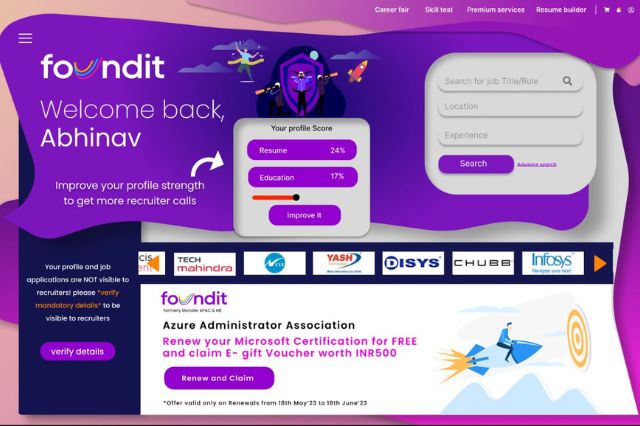 Career fair
Skill test
Premium services
Resume builder
foundit
Welcome back,
Abhinav
Improve your profile strength
to get more recruiter calls
Your profile Score
Resume 24%
Education 17%
Improve It
Search for job Title/Role
Location
Experience
Search
Advance search
TECH
mahindra
YASH
DISYS
CHUBB
Infosys
Navigate your next
Your profile and job
applications are NOT visible to
recruiters! please "verify
mandatory details" to be
visible to recruiters
verify details
foundit
formerly Monster APAC & ME
Azure Administrator Association
Renew your Microsoft Certification for FREE
and claim E- gift Voucher worth INR500
Renew and Claim
*Offer valid only on Renewals from 18th May'23 to 18th June'23